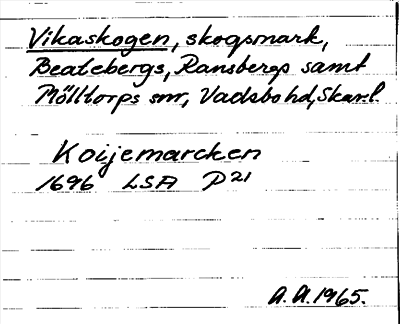 Vikaskogen, skogsmark,
Beatebergs, Ransbergs samt
Mölltorps snr, Vadsbo hd, Skarl.
Koijemarcken
1696 LSA P21
A.A. 1965.